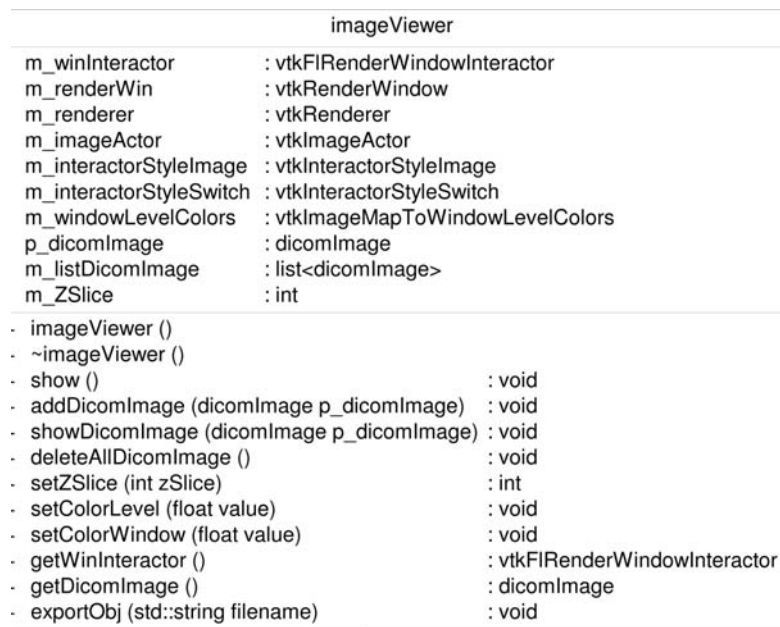 imageViewer
m_winInteractor : vtkFlRenderWindowInteractor
m_renderWin : vtkRenderWindow
m_renderer : vtkRenderer
m_imageActor : vtkImageActor
m_interactorStyleImage : vtkInteractorStyleImage
m_interactorStyleSwitch : vtkInteractorStyleSwitch
m_windowLevelColors : vtkImageMapToWindowLevelColors
p_dicomImage : dicomImage
m_listDicomImage : list<dicomImage>
m_ZSlice : int
- imageViewer ()
- ~imageViewer ()
- show () : void
- addDicomImage (dicomImage p_dicomImage) : void
- showDicomImage (dicomImage p_dicomImage) : void
- deleteAllDicomImage () : void
- setZSlice (int zSlice) : int
- setColorLevel (float value) : void
- setColorWindow (float value) : void
- getWinInteractor () : vtkFlRenderWindowInteractor
- getDicomImage () : dicomImage
- exportObj (std::string filename) : void